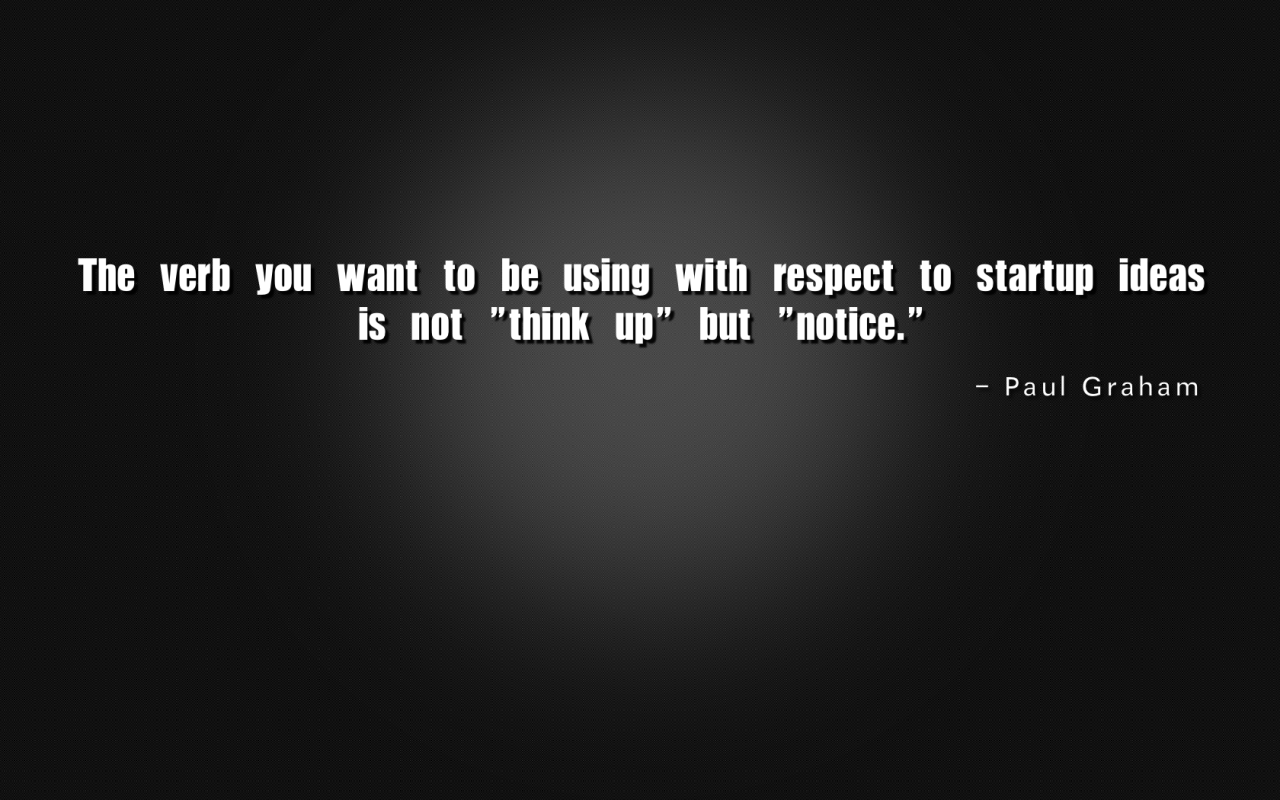 The verb you want to be using with respect to startup ideas
is not ”think up” but ”notice.”
– Paul Graham